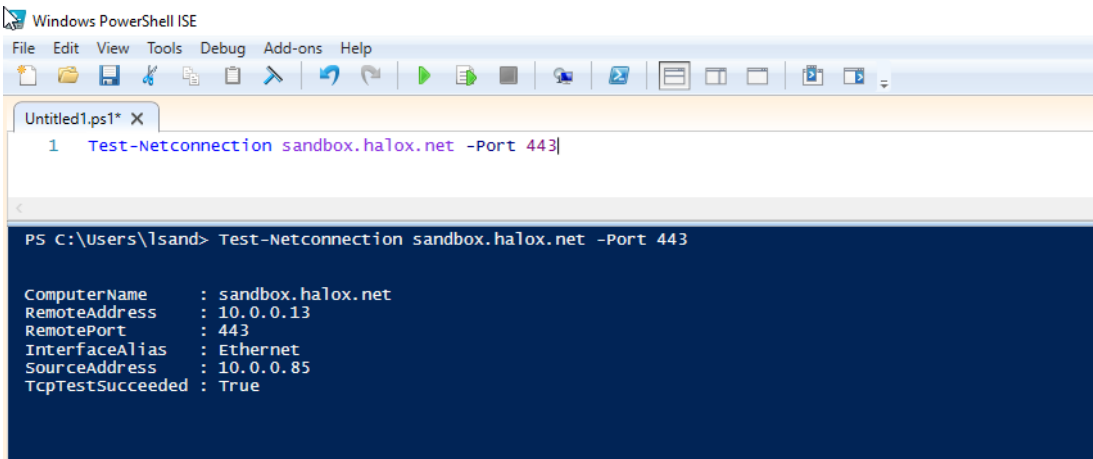 Windows PowerShell ISE
File Edit View Tools Debug Add-ons Help
Untitled1.ps1* X
1 Test-Netconnection sandbox.halox.net -Port 443
PS C:\Users\lsand> Test-Netconnection sandbox.halox.net -Port 443
ComputerName : sandbox.halox.net
RemoteAddress : 10.0.0.13
RemotePort : 443
InterfaceAlias : Ethernet
SourceAddress : 10.0.0.85
TcpTestSucceeded : True